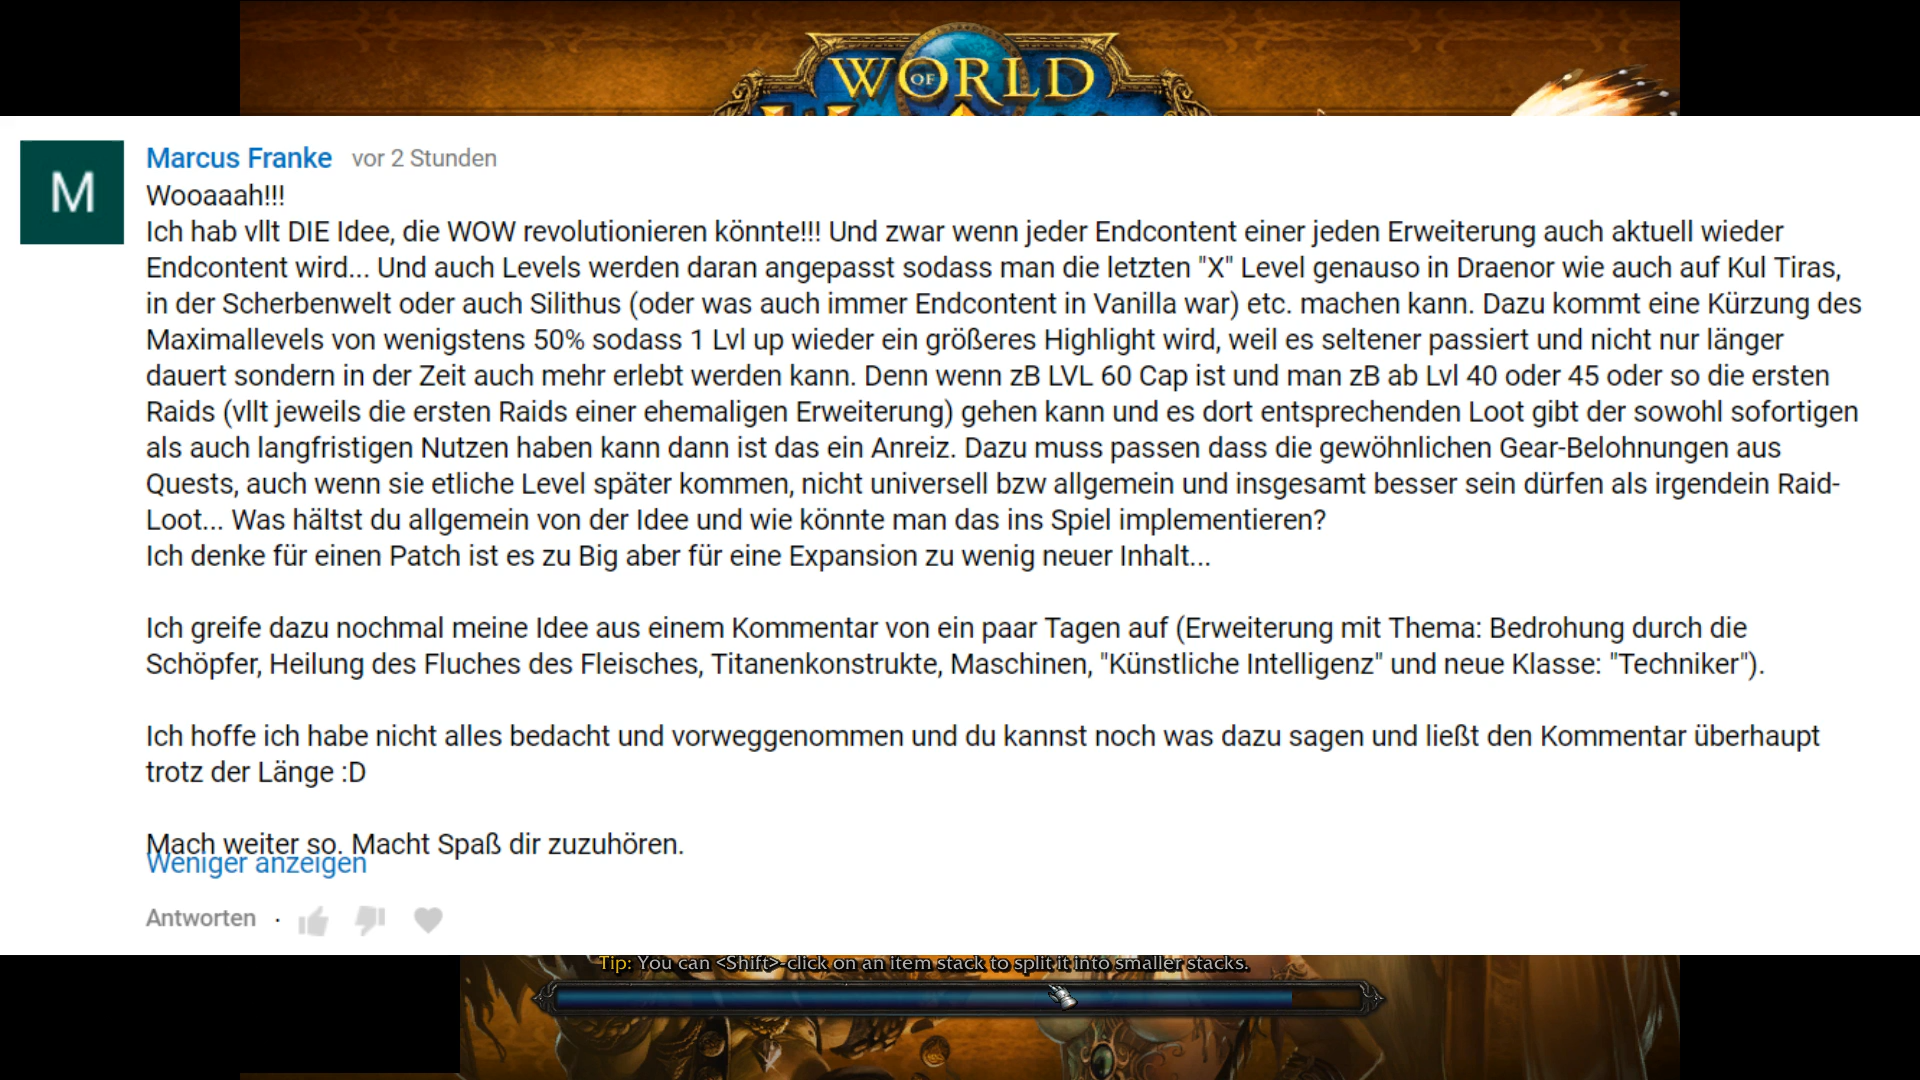 WORLD
OF
M
Marcus Franke vor 2 Stunden
Wooaaah!!!
Ich hab vllt DIE Idee, die WOW revolutionieren könnte!!! Und zwar wenn jeder Endcontent einer jeden Erweiterung auch aktuell wieder
Endcontent wird... Und auch Levels werden daran angepasst sodass man die letzten "X" Level genauso in Draenor wie auch auf Kul Tiras,
in der Scherbenwelt oder auch Silithus (oder was auch immer Endcontent in Vanilla war) etc. machen kann. Dazu kommt eine Kürzung des
Maximallevels von wenigstens 50% sodass 1 Lvl up wieder ein größeres Highlight wird, weil es seltener passiert und nicht nur länger
dauert sondern in der Zeit auch mehr erlebt werden kann. Denn wenn zB LVL 60 Cap ist und man zB ab Lvl 40 oder 45 oder so die ersten
Raids (vllt jeweils die ersten Raids einer ehemaligen Erweiterung) gehen kann und es dort entsprechenden Loot gibt der sowohl sofortigen
als auch langfristigen Nutzen haben kann dann ist das ein Anreiz. Dazu muss passen dass die gewöhnlichen Gear-Belohnungen aus
Quests, auch wenn sie etliche Level später kommen, nicht universell bzw allgemein und insgesamt besser sein dürfen als irgendein Raid-
Loot... Was hältst du allgemein von der Idee und wie könnte man das ins Spiel implementieren?
Ich denke für einen Patch ist es zu Big aber für eine Expansion zu wenig neuer Inhalt...
Ich greife dazu nochmal meine Idee aus einem Kommentar von ein paar Tagen auf (Erweiterung mit Thema: Bedrohung durch die
Schöpfer, Heilung des Fluches des Fleisches, Titanenkonstrukte, Maschinen, "Künstliche Intelligenz" und neue Klasse: "Techniker").
Ich hoffe ich habe nicht alles bedacht und vorweggenommen und du kannst noch was dazu sagen und ließt den Kommentar überhaupt
trotz der Länge :D
Mach weiter so. Macht Spaß dir zuzuhören.
Weniger anzeigen
Antworten ·
Tip: You can <Shift>-click on an item stack to split it into smaller stacks.